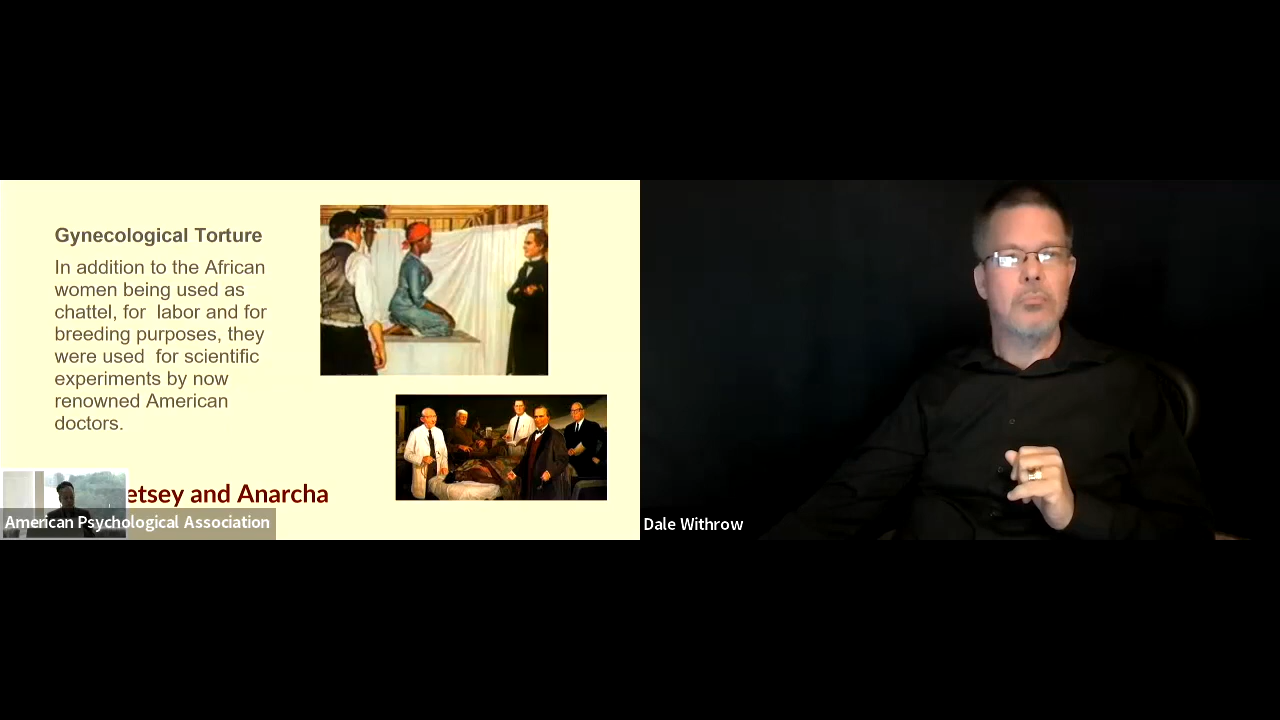 Gynecological Torture
In addition to the African
women being used as
chattel, for labor and for
breeding purposes, they
were used for scientific
experiments by now
renowned American
doctors.
etsey and Anarcha
American Psychological Association
Dale Withrow